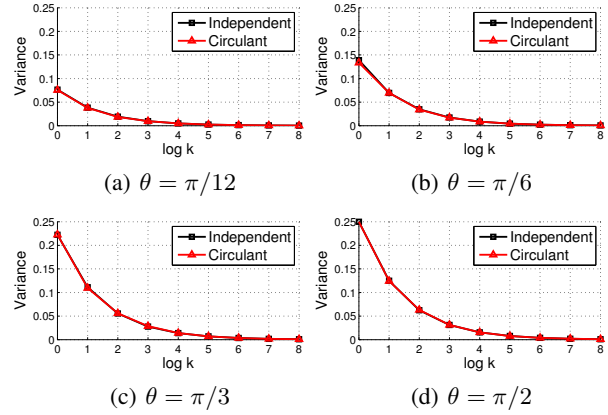 0.25
0.2
0.15
0.1
0.05
0
Variance
Independent
Circulant
0 1 2 3 4 5 6 7 8
log k
(a) θ = π/12
0.25
0.2
0.15
0.1
0.05
0
Variance
Independent
Circulant
0 1 2 3 4 5 6 7 8
log k
(b) θ = π/6
0.25
0.2
0.15
0.1
0.05
0
Variance
Independent
Circulant
0 1 2 3 4 5 6 7 8
log k
(c) θ = π/3
0.25
0.2
0.15
0.1
0.05
0
Variance
Independent
Circulant
0 1 2 3 4 5 6 7 8
log k
(d) θ = π/2